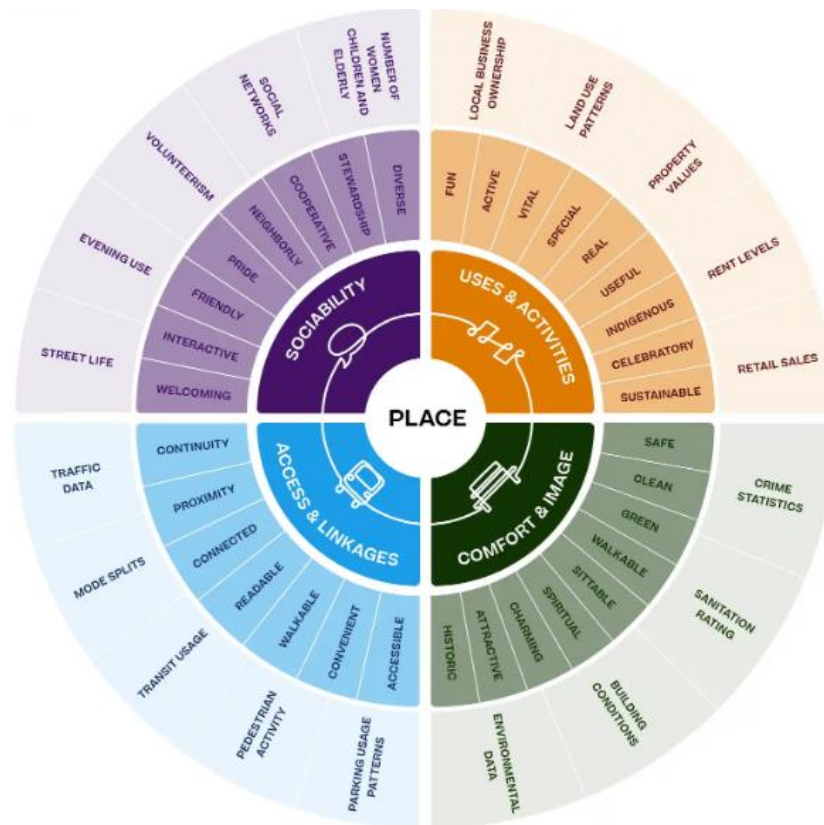 PLACE
SOCIABILITY
WELCOMING
INTERACTIVE
FRIENDLY
PRIDE
NEIGHBORLY
COOPERATIVE
STEWARDSHIP
DIVERSE
STREET LIFE
EVENING USE
VOLUNTEERISM
SOCIAL
NETWORKS
NUMBER OF
WOMEN
CHILDREN AND
ELDERLY
USES & ACTIVITIES
FUN
ACTIVE
VITAL
SPECIAL
REAL
USEFUL
INDIGENOUS
CELEBRATORY
SUSTAINABLE
LOCAL BUSINESS
OWNERSHIP
LAND USE
PATTERNS
PROPERTY
VALUES
RENT LEVELS
RETAIL SALES
COMFORT & IMAGE
SAFE
CLEAN
GREEN
WALKABLE
SITTABLE
SPIRITUAL
CHARMING
ATTRACTIVE
HISTORIC
CRIME
STATISTICS
SANITATION
RATING
BUILDING
CONDITIONS
ENVIRONMENTAL
DATA
ACCESS & LINKAGES
CONTINUITY
PROXIMITY
CONNECTED
READABLE
WALKABLE
CONVENIENT
ACCESSIBLE
TRAFFIC
DATA
MODE SPLITS
TRANSIT USAGE
PEDESTRIAN
ACTIVITY
PARKING USAGE
PATTERNS